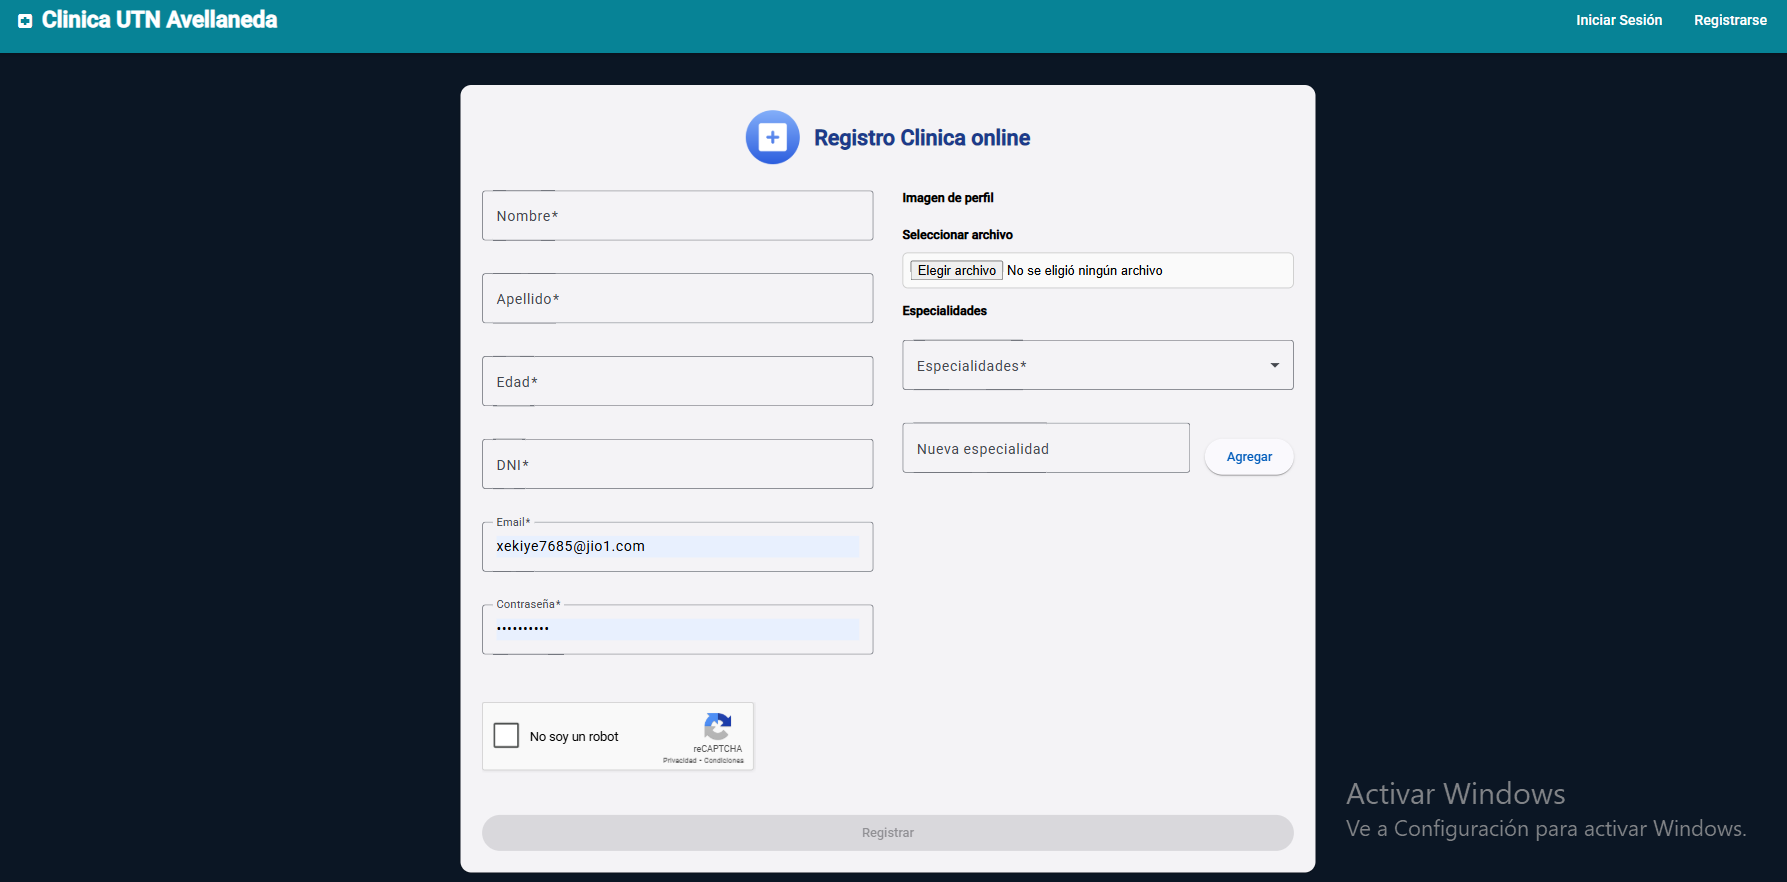 Clinica UTN Avellaneda
Iniciar Sesión
Registrarse
Registro Clinica online
Nombre*
Apellido*
Edad*
DNI*
Email*
xekiye7685@jio1.com
Contraseña*
••••••••••
Imagen de perfil
Seleccionar archivo
Elegir archivo No se eligió ningún archivo
Especialidades
Especialidades*
Nueva especialidad
Agregar
No soy un robot
reCAPTCHA
Privacidad - Condiciones
Registrar
Activar Windows
Ve a Configuración para activar Windows.